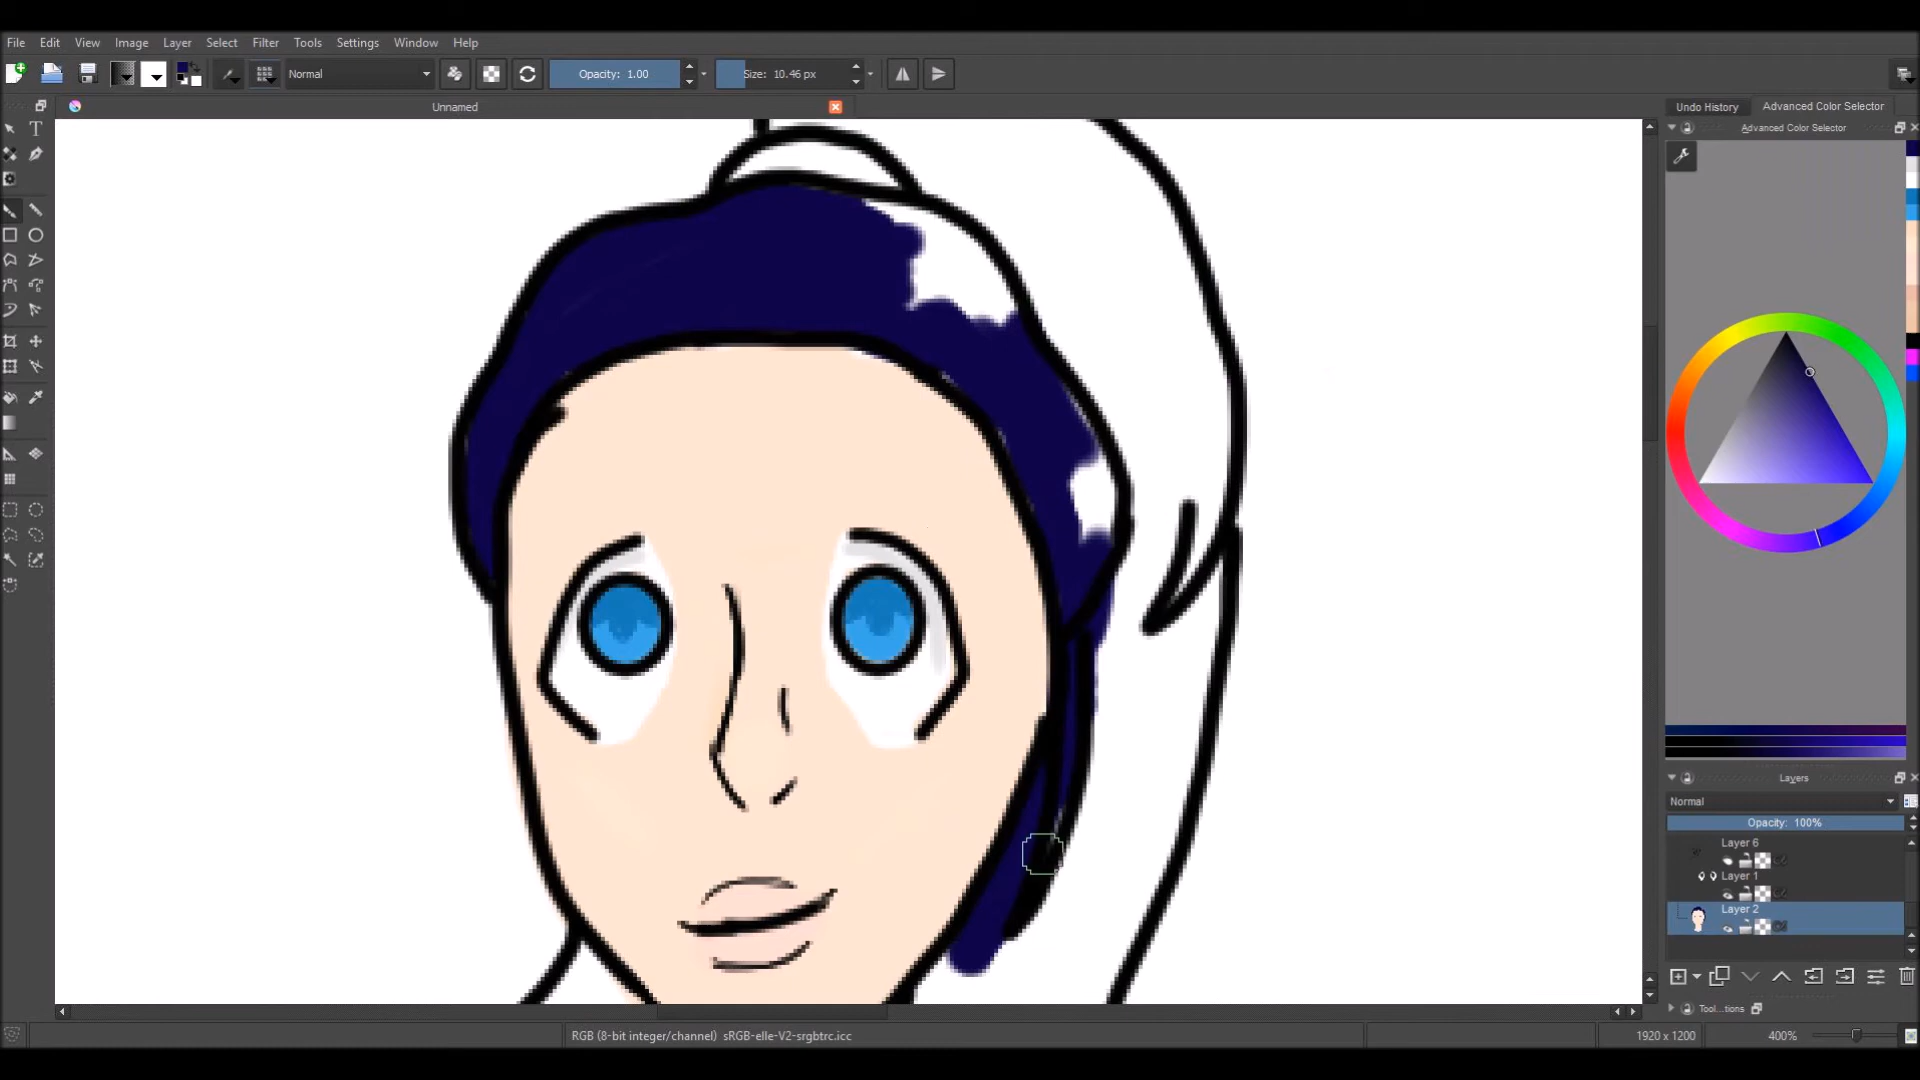 File Edit View Image Layer Select Filter Tools Settings Window Help
Normal Opacity: 1.00 Size: 10.46 px
Unnamed
Undo History Advanced Color Selector
Advanced Color Selector
Layers
Normal
Opacity: 100%
Layer 6
Layer 1
Layer 2
Tool...tions
RGB (8-bit integer/channel) sRGB-elle-V2-srgbtrc.icc 1920 x 1200 400%